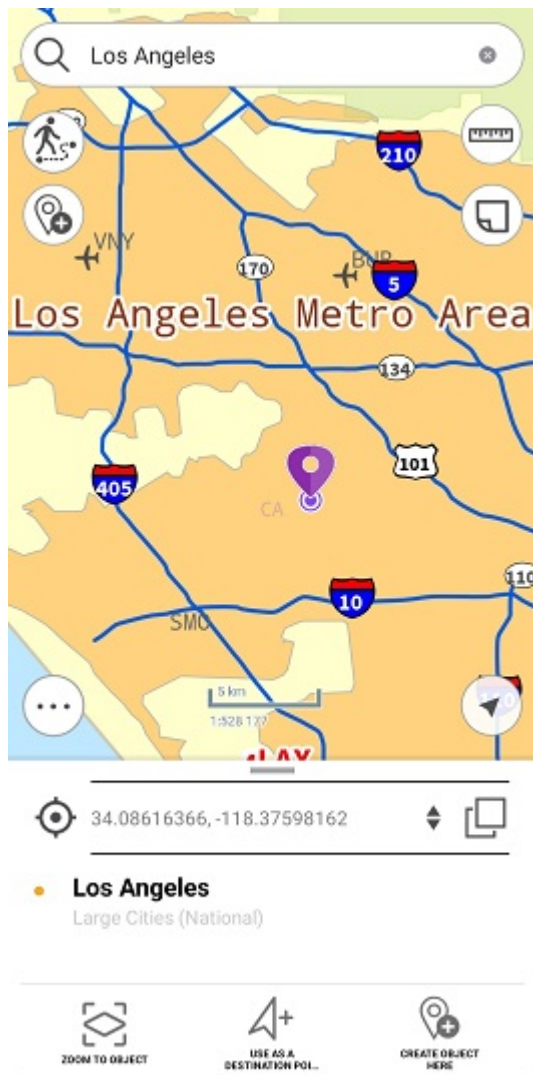 Los Angeles
210
VNY
170
BUR
5
Los Angeles Metro Area
134
405
CA
101
10
110
SMO
5 km
1:528 177
110
LAX
34.08616366, -118.37598162
Los Angeles
Large Cities (National)
ZOOM TO OBJECT
USE AS A
DESTINATION POI...
CREATE OBJECT
HERE